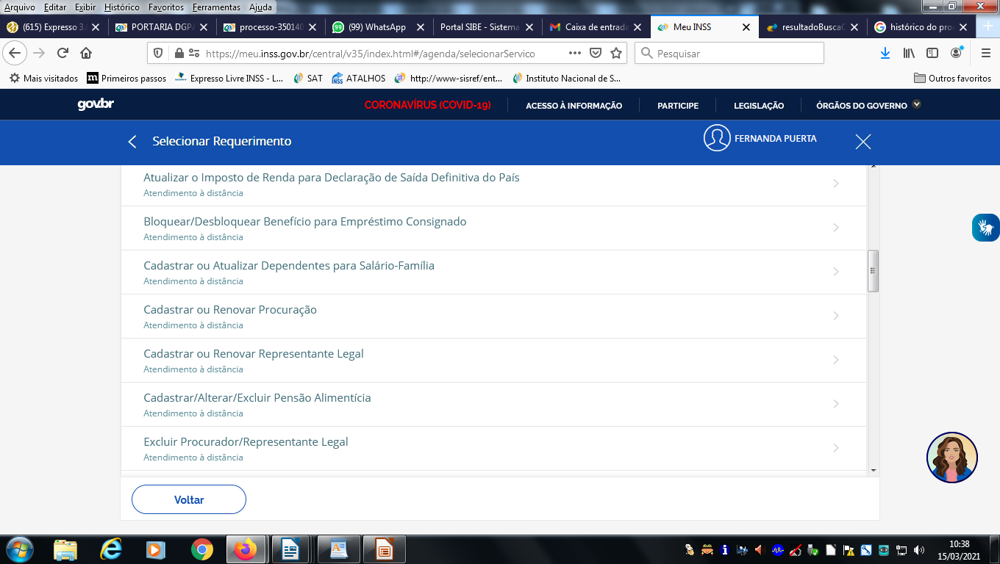 Arquivo Editar Exibir Histórico Favoritos Ferramentas Ajuda
(615) Expresso 3. PORTARIA DGPA processo-350140 (99) WhatsApp Portal SIBE - Sistema Caixa de entrada Meu INSS resultadoBusca histórico do pro
https://meu.inss.gov.br/central/v35/index.html#/agenda/selecionarServico Pesquisar
Mais visitados Primeiros passos Expresso Livre INSS - L... SAT ATALHOS http://www-sisref/ent... Instituto Nacional de S... Outros favoritos
gov.br CORONAVÍRUS (COVID-19) ACESSO À INFORMAÇÃO PARTICIPE LEGISLAÇÃO ÓRGÃOS DO GOVERNO
Selecionar Requerimento FERNANDA PUERTA
Atualizar o Imposto de Renda para Declaração de Saída Definitiva do País
Atendimento à distância
Bloquear/Desbloquear Benefício para Empréstimo Consignado
Atendimento à distância
Cadastrar ou Atualizar Dependentes para Salário-Família
Atendimento à distância
Cadastrar ou Renovar Procuração
Atendimento à distância
Cadastrar ou Renovar Representante Legal
Atendimento à distância
Cadastrar/Alterar/Excluir Pensão Alimentícia
Atendimento à distância
Excluir Procurador/Representante Legal
Atendimento à distância
Voltar
10:38
15/03/2021